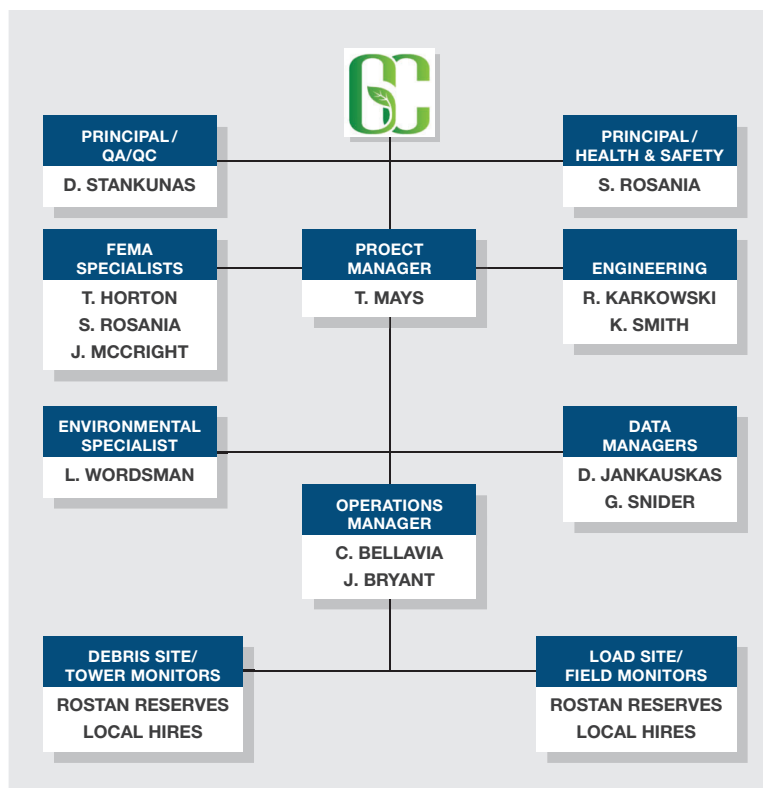 GC
PRINCIPAL/
QA/QC
D. STANKUNAS
PRINCIPAL/
HEALTH & SAFETY
S. ROSANIA
FEMA
SPECIALISTS
T. HORTON
S. ROSANIA
J. MCCRIGHT
PROECT
MANAGER
T. MAYS
ENGINEERING
R. KARKOWSKI
K. SMITH
ENVIRONMENTAL
SPECIALIST
L. WORDSMAN
DATA
MANAGERS
D. JANKAUSKAS
G. SNIDER
OPERATIONS
MANAGER
C. BELLAVIA
J. BRYANT
DEBRIS SITE/
TOWER MONITORS
ROSTAN RESERVES
LOCAL HIRES
LOAD SITE/
FIELD MONITORS
ROSTAN RESERVES
LOCAL HIRES